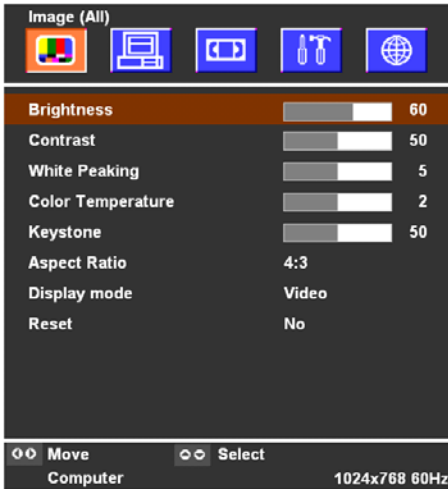 Image (All)
Brightness 60
Contrast 50
White Peaking 5
Color Temperature 2
Keystone 50
Aspect Ratio 4:3
Display mode Video
Reset No
Move Select
Computer 1024x768 60Hz